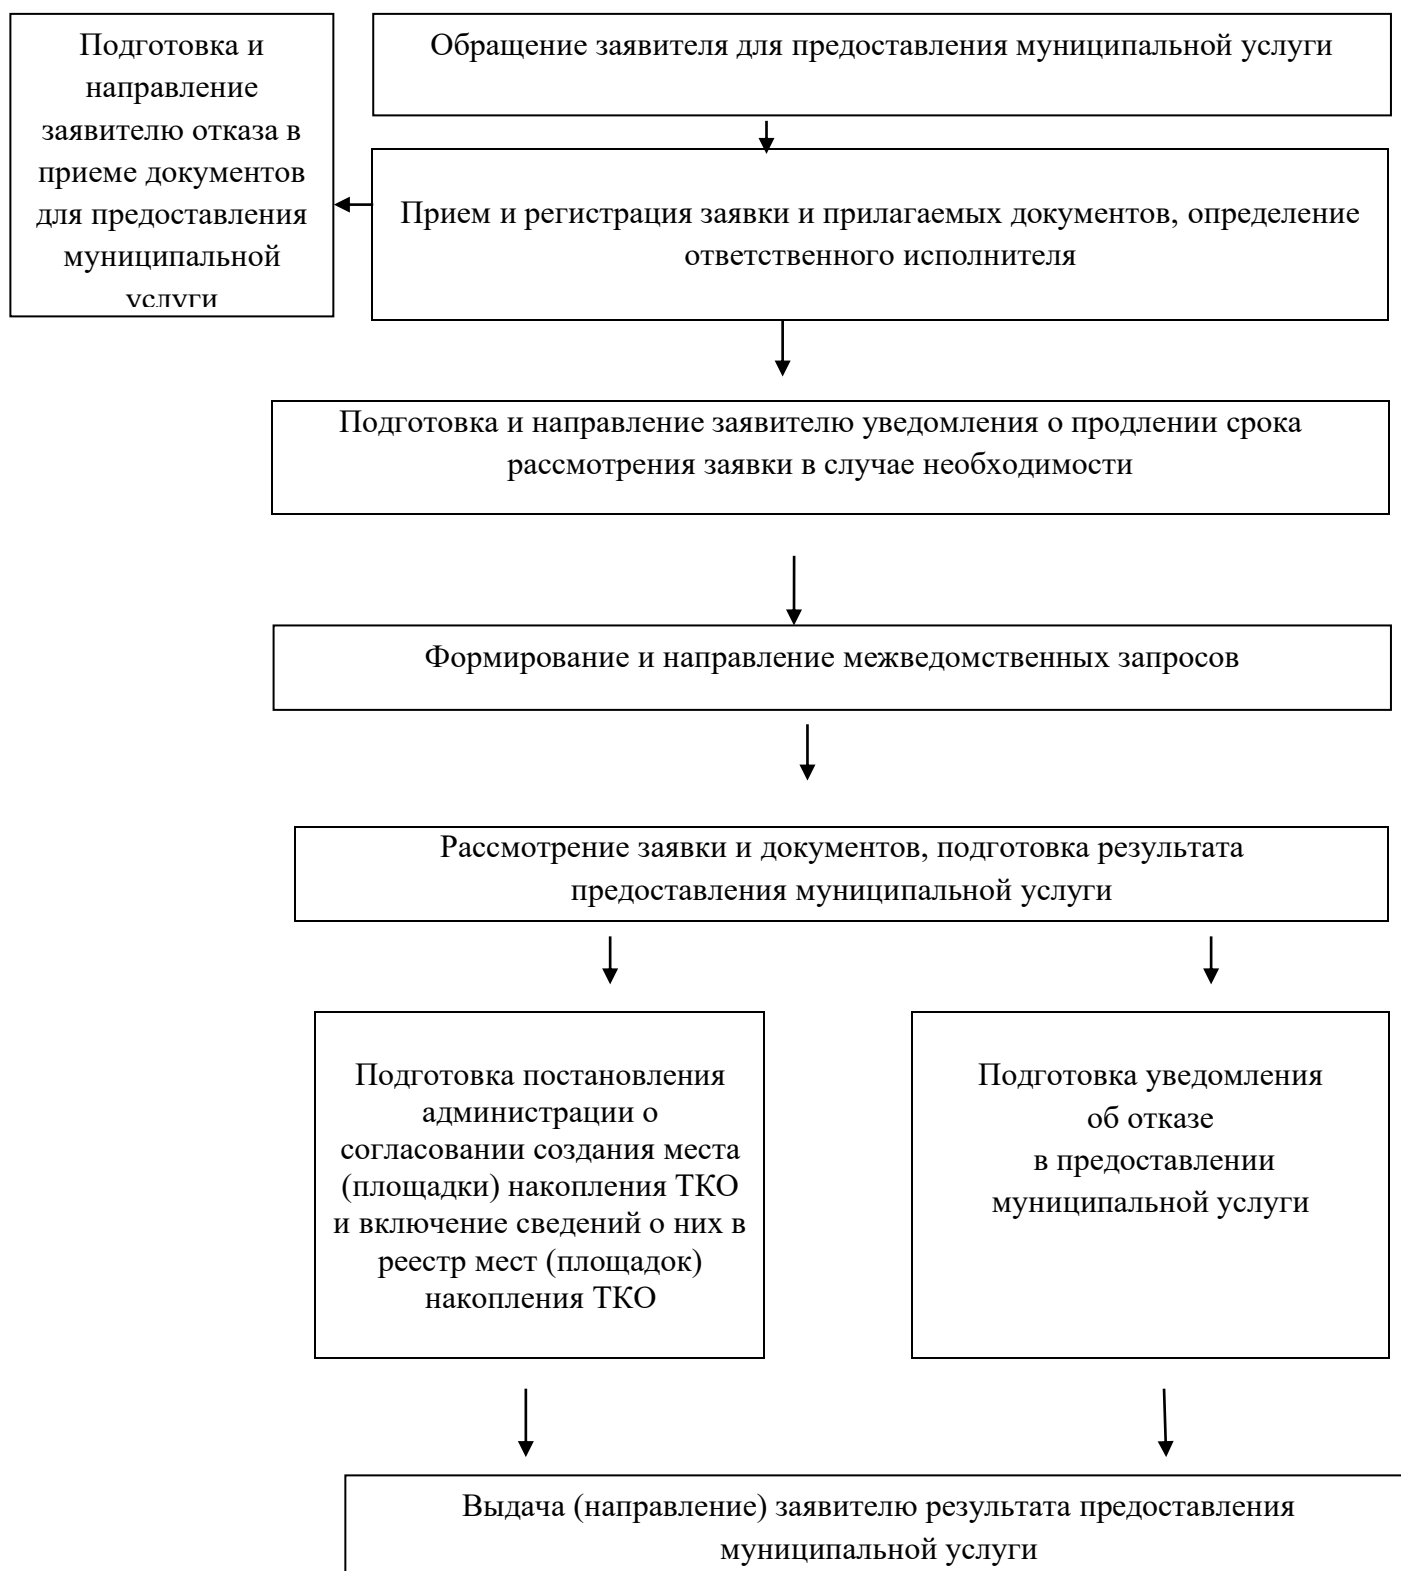 Подготовка и
направление
заявителю отказа в
приеме документов
для предоставления
муниципальной
услуги
Обращение заявителя для предоставления муниципальной услуги
Прием и регистрация заявки и прилагаемых документов, определение
ответственного исполнителя
Подготовка и направление заявителю уведомления о продлении срока
рассмотрения заявки в случае необходимости
Формирование и направление межведомственных запросов
Рассмотрение заявки и документов, подготовка результата
предоставления муниципальной услуги
Подготовка постановления
администрации о
согласовании создания места
(площадки) накопления ТКО
и включение сведений о них в
реестр мест (площадок)
накопления ТКО
Подготовка уведомления
об отказе
в предоставлении
муниципальной услуги
Выдача (направление) заявителю результата предоставления
муниципальной услуги